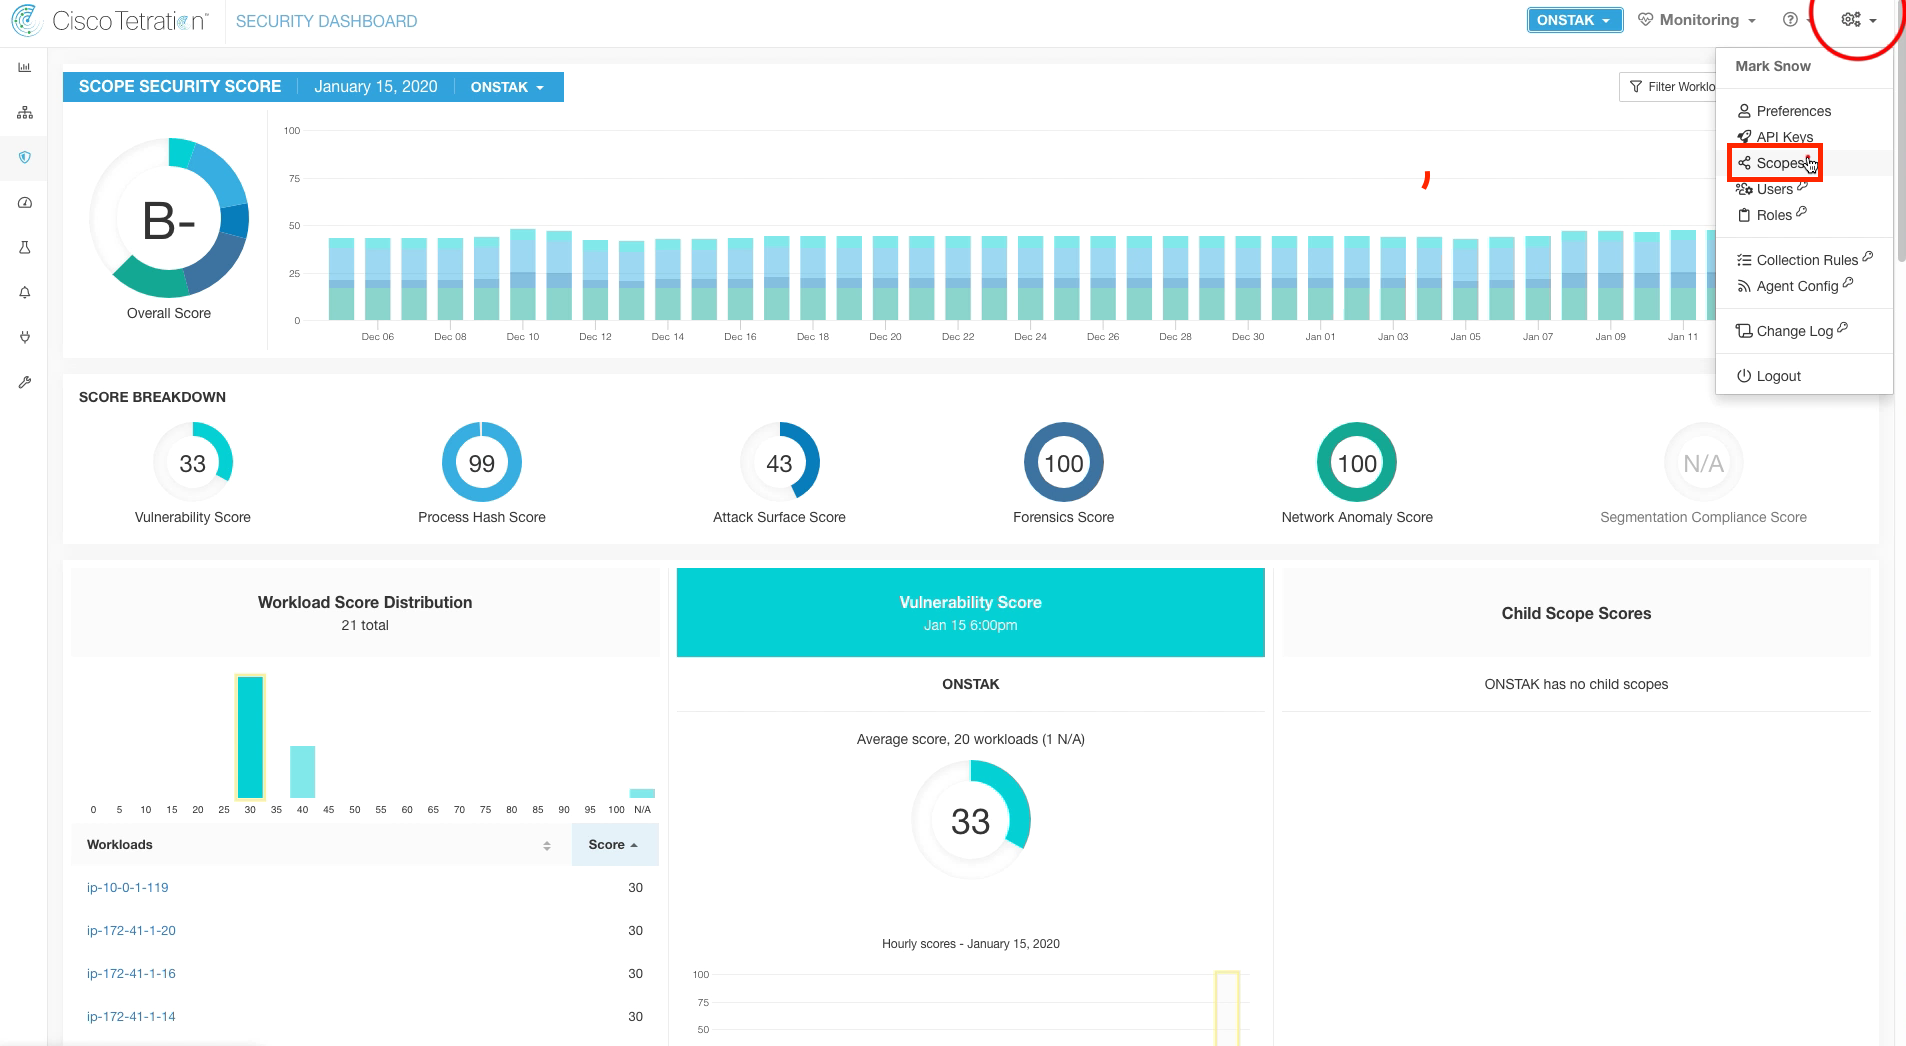 Cisco Tetration™ SECURITY DASHBOARD ONSTAK Monitoring
Mark Snow
Preferences
API Keys
Scopes
Users
Roles
Collection Rules
Agent Config
Change Log
Logout
SCOPE SECURITY SCORE January 15, 2020 ONSTAK
Filter Worklo
B-
Overall Score
100
75
50
25
0
Dec 06 Dec 08 Dec 10 Dec 12 Dec 14 Dec 16 Dec 18 Dec 20 Dec 22 Dec 24 Dec 26 Dec 28 Dec 30 Jan 01 Jan 03 Jan 05 Jan 07 Jan 09 Jan 11
SCORE BREAKDOWN
33 99 43 100 100 N/A
Vulnerability Score Process Hash Score Attack Surface Score Forensics Score Network Anomaly Score Segmentation Compliance Score
Workload Score Distribution
21 total
0 5 10 15 20 25 30 35 40 45 50 55 60 65 70 75 80 85 90 95 100 N/A
Workloads Score
ip-10-0-1-119 30
ip-172-41-1-20 30
ip-172-41-1-16 30
ip-172-41-1-14 30
Vulnerability Score
Jan 15 6:00pm
ONSTAK
Average score, 20 workloads (1 N/A)
33
Hourly scores - January 15, 2020
100
75
50
Child Scope Scores
ONSTAK has no child scopes